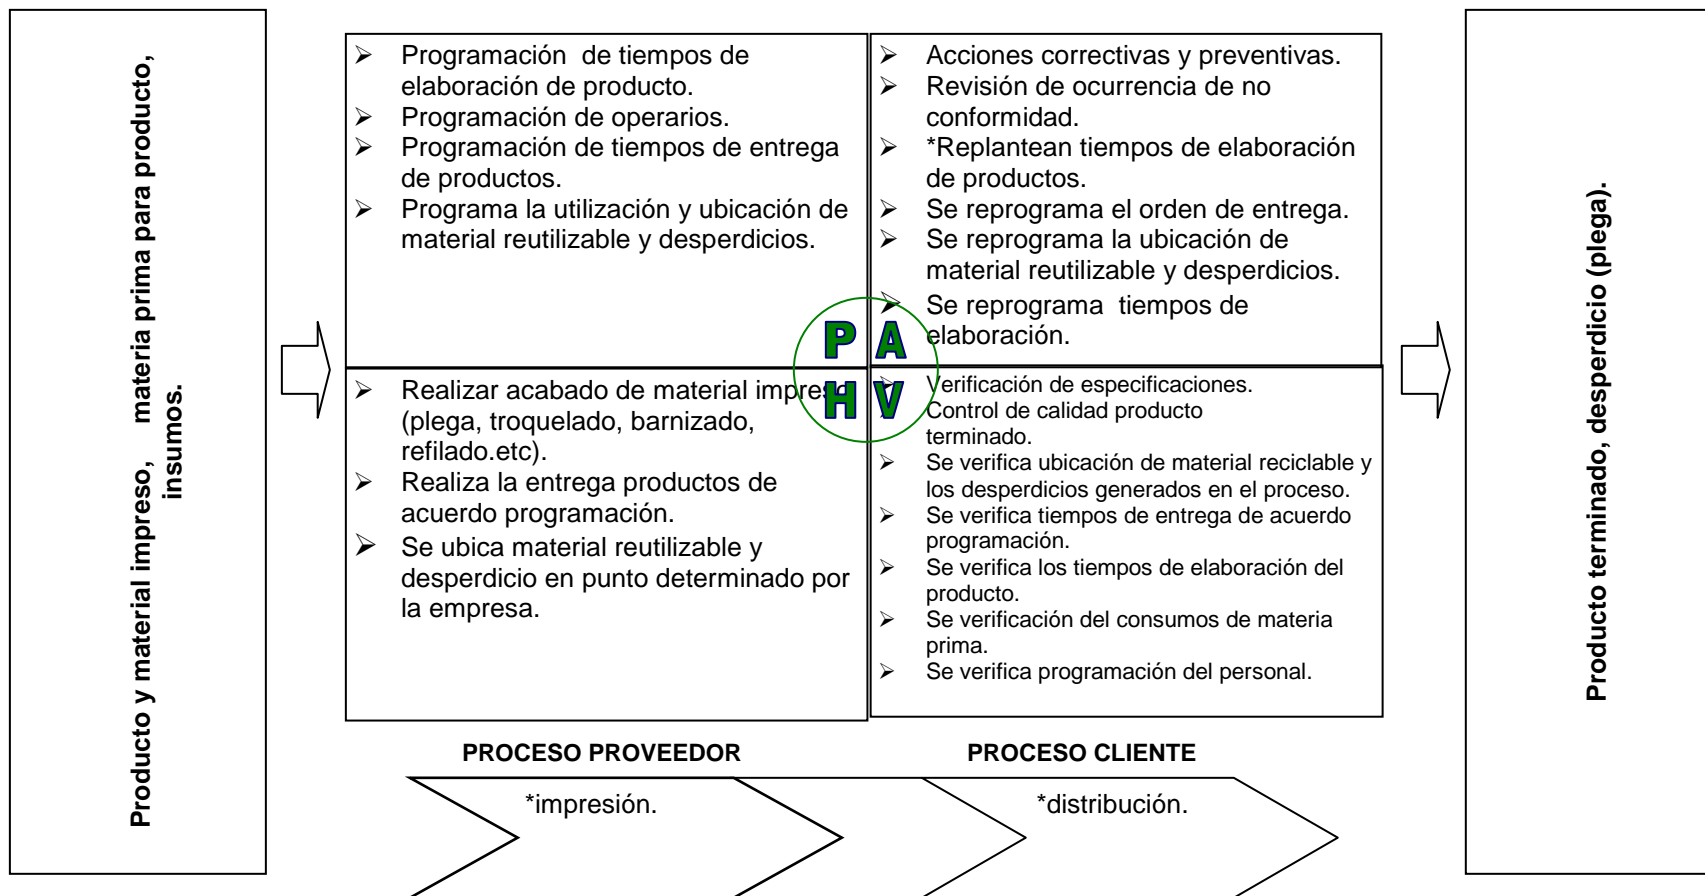 Producto y material impreso, materia prima para producto,
insumos.
➢ Programación de tiempos de
elaboración de producto.
➢ Programación de operarios.
➢ Programación de tiempos de entrega
de productos.
➢ Programa la utilización y ubicación de
material reutilizable y desperdicios.
➢ Acciones correctivas y preventivas.
➢ Revisión de ocurrencia de no
conformidad.
➢ *Replantean tiempos de elaboración
de productos.
➢ Se reprograma el orden de entrega.
➢ Se reprograma la ubicación de
material reutilizable y desperdicios.
➢ Se reprograma tiempos de
elaboración.
P A
H V
➢ Realizar acabado de material impreso
(plega, troquelado, barnizado,
refilado.etc).
➢ Realiza la entrega productos de
acuerdo programación.
➢ Se ubica material reutilizable y
desperdicio en punto determinado por
la empresa.
➢ Verificación de especificaciones.
➢ Control de calidad producto
terminado.
➢ Se verifica ubicación de material reciclable y
los desperdicios generados en el proceso.
➢ Se verifica tiempos de entrega de acuerdo
programación.
➢ Se verifica los tiempos de elaboración del
producto.
➢ Se verificación del consumos de materia
prima.
➢ Se verifica programación del personal.
Producto terminado, desperdicio (plega).
PROCESO PROVEEDOR
*impresión.
PROCESO CLIENTE
*distribución.